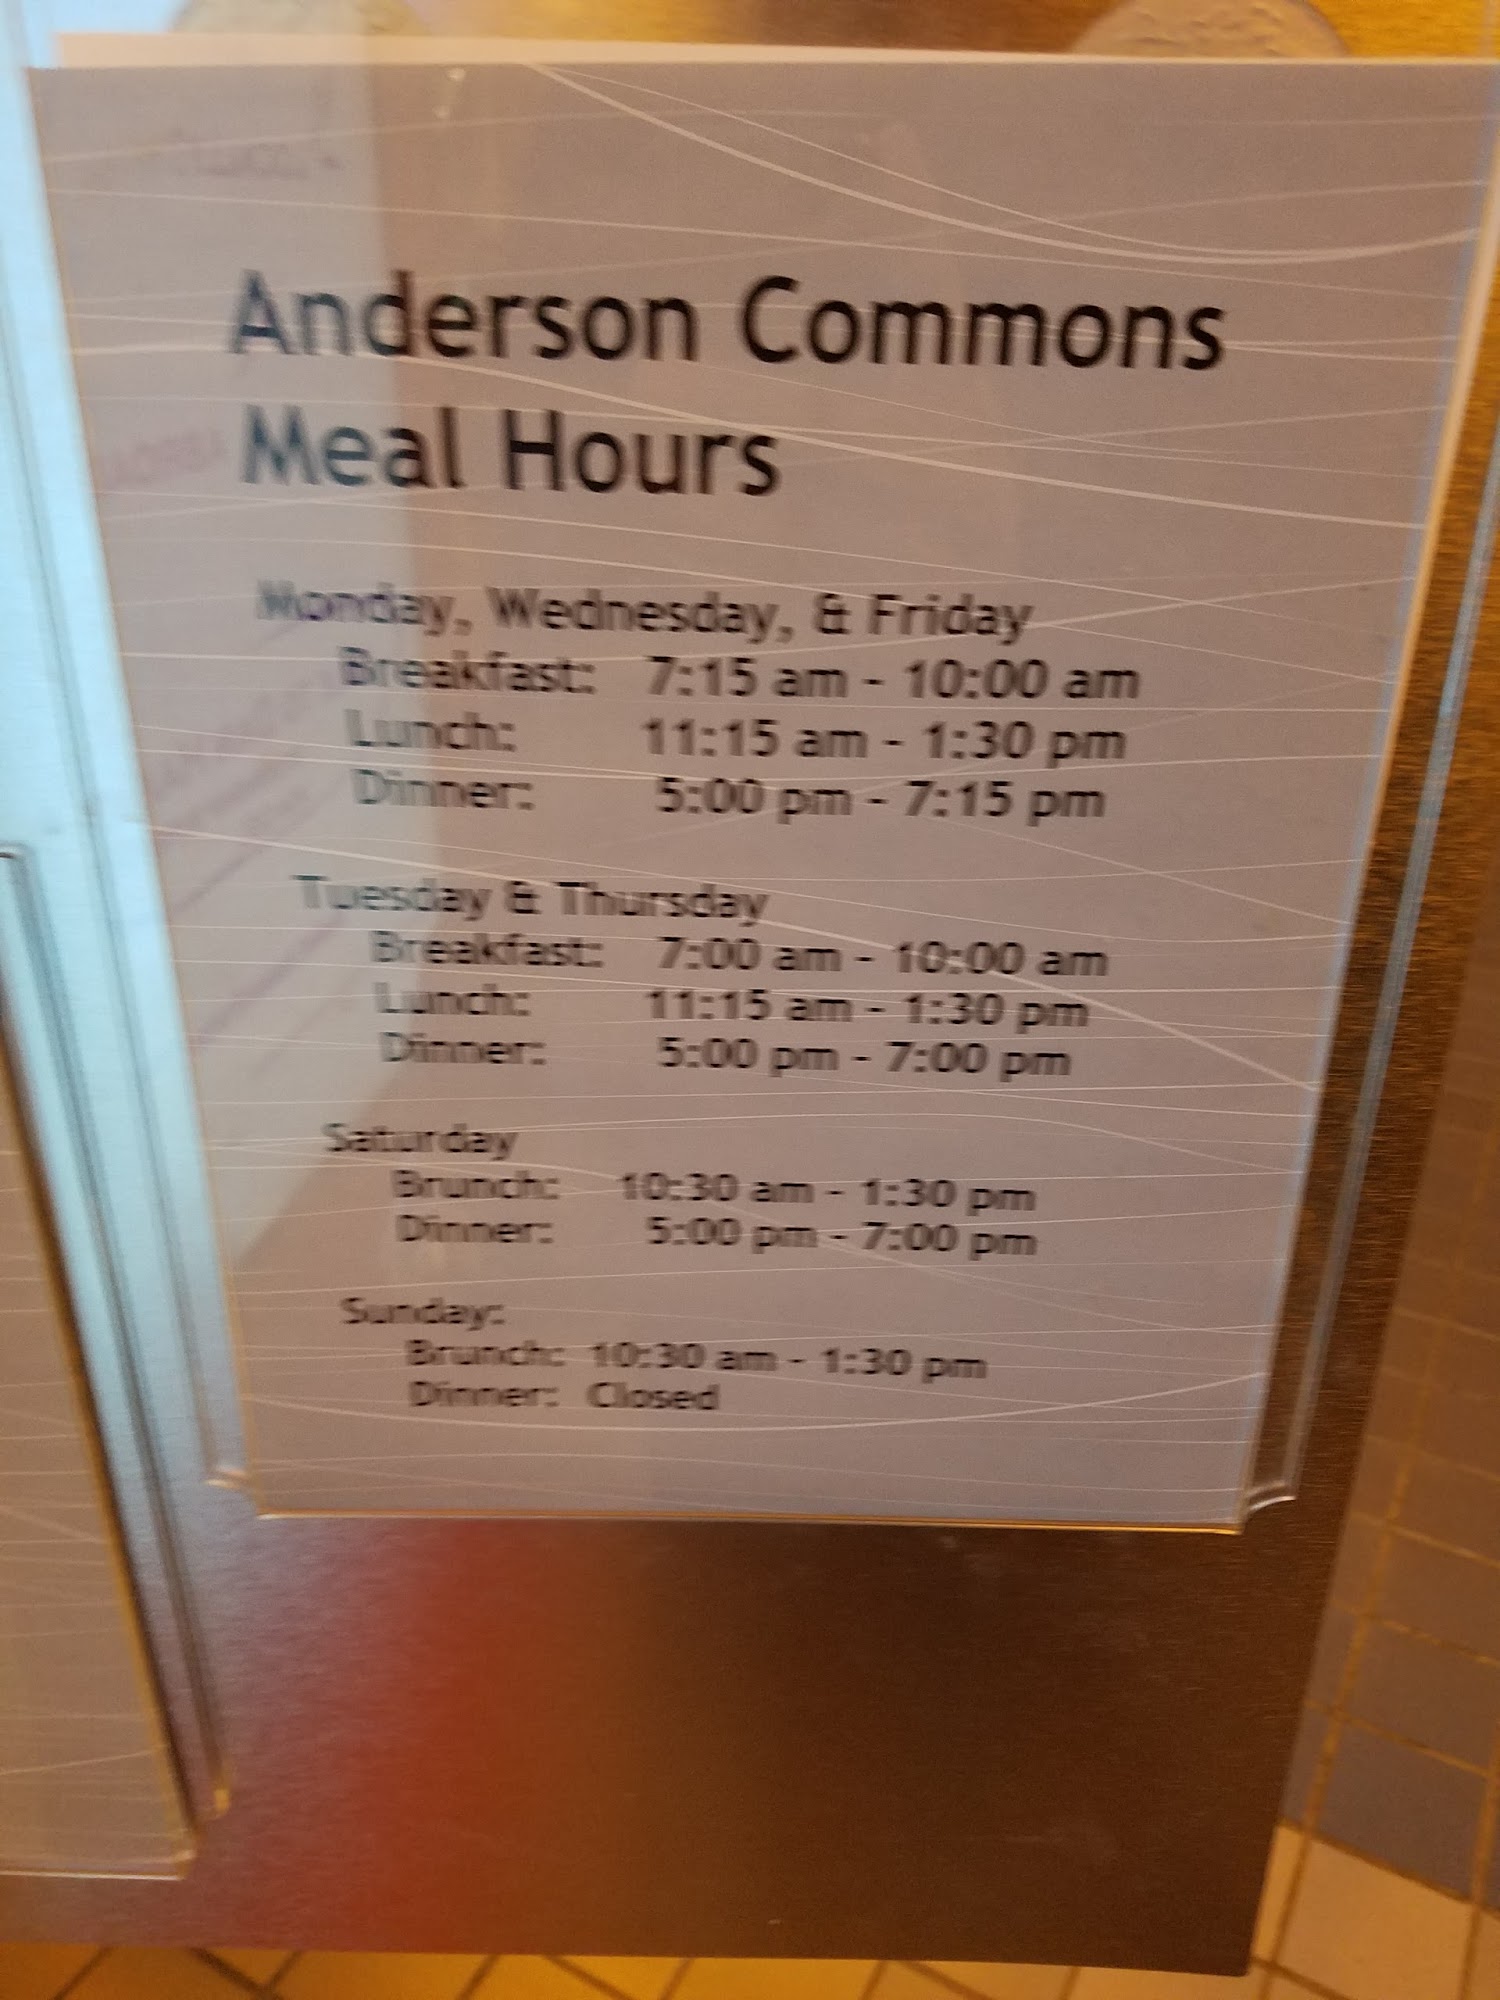 Anderson Commons
Meal Hours
Monday, Wednesday, & Friday
Breakfast: 7:15 am - 10:00 am
Lunch: 11:15 am - 1:30 pm
Dinner: 5:00 pm - 7:15 pm
Tuesday & Thursday
Breakfast: 7:00 am - 10:00 am
Lunch: 11:15 am - 1:30 pm
Dinner: 5:00 pm - 7:00 pm
Saturday
Brunch: 10:30 am - 1:30 pm
Dinner: 5:00 pm - 7:00 pm
Sunday:
Brunch: 10:30 am - 1:30 pm
Dinner: Closed